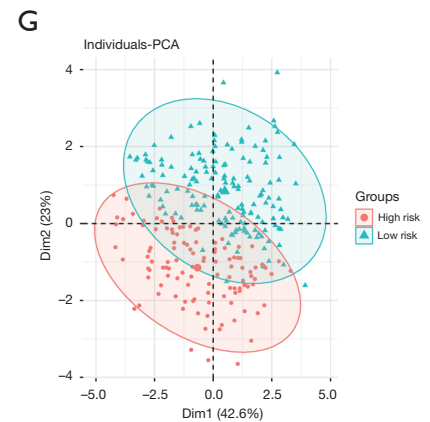 G
Individuals-PCA
4
2
0
−2
−4
Dim2 (23%)
−5.0 −2.5 0.0 2.5 5.0
Dim1 (42.6%)
Groups
High risk
Low risk